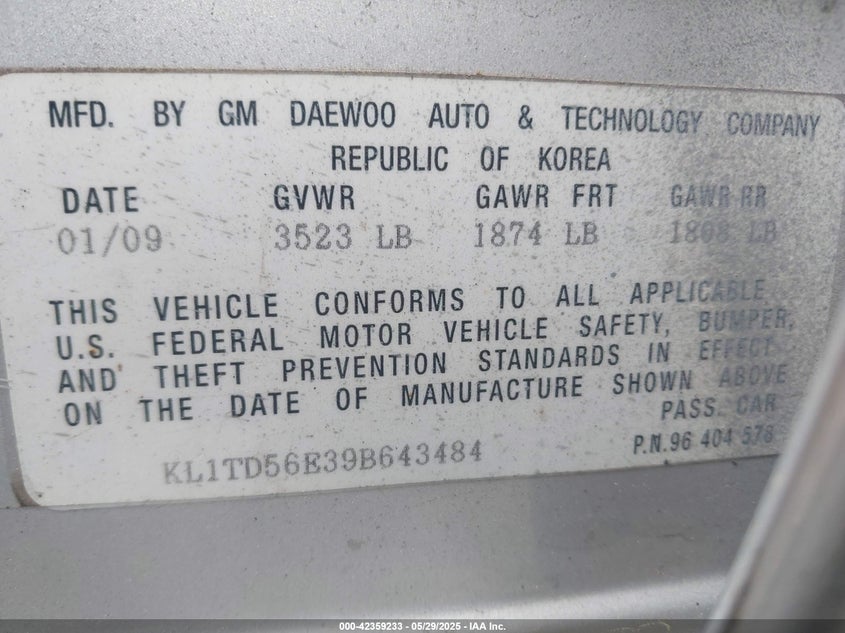 MFD. BY GM DAEWOO AUTO & TECHNOLOGY COMPANY
REPUBLIC OF KOREA
DATE GVWR GAWR FRT GAWR RR
01/09 3523 LB 1874 LB 1808 LB
THIS VEHICLE CONFORMS TO ALL APPLICABLE
U.S. FEDERAL MOTOR VEHICLE SAFETY, BUMPER,
AND THEFT PREVENTION STANDARDS IN EFFECT
ON THE DATE OF MANUFACTURE SHOWN ABOVE
PASS. CAR
KL1TD56E39B643484 P.N.96 404 578
000-42359233 - 05/29/2025 - IAA Inc.